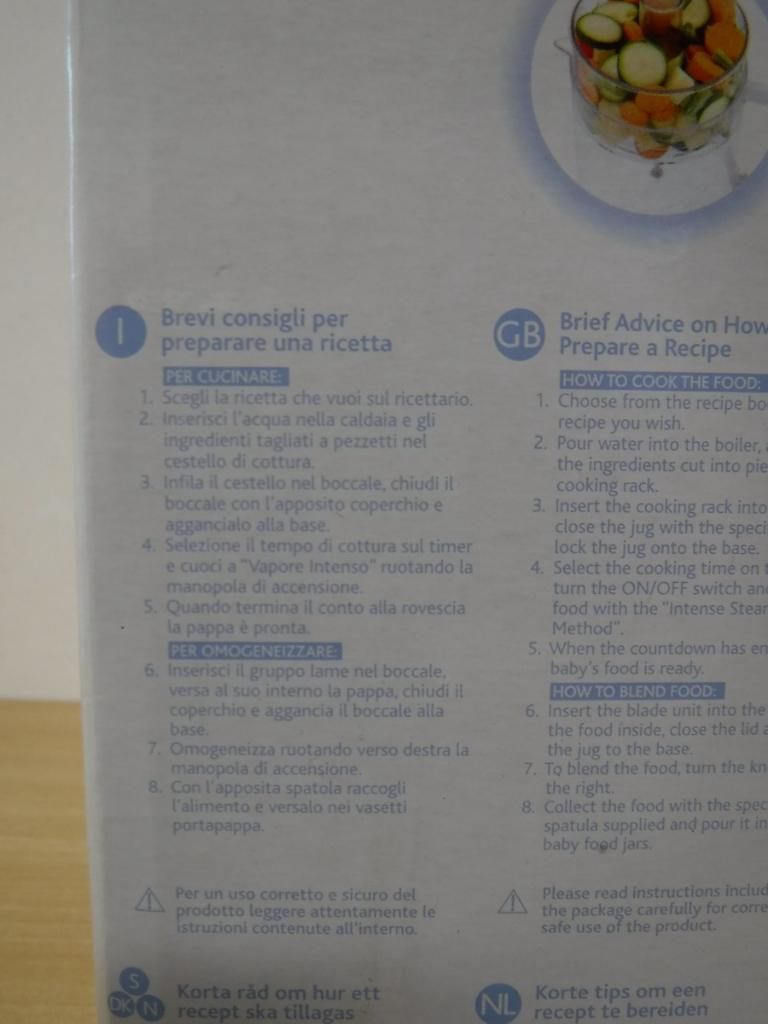 I
Brevi consigli per
preparare una ricetta
PER CUCINARE:
1. Scegli la ricetta che vuoi sul ricettario.
2. Inserisci l'acqua nella caldaia e gli
ingredienti tagliati a pezzetti nel
cestello di cottura.
3. Infila il cestello nel boccale, chiudi il
boccale con l'apposito coperchio e
aggancialo alla base.
4. Selezione il tempo di cottura sul timer
e cuoci a "Vapore Intenso" ruotando la
manopola di accensione.
5. Quando termina il conto alla rovescia
la pappa è pronta.
PER OMOGENEIZZARE:
6. Inserisci il gruppo lame nel boccale,
versa al suo interno la pappa, chiudi il
coperchio e aggancia il boccale alla
base.
7. Omogeneizza ruotando verso destra la
manopola di accensione.
8. Con l'apposita spatola raccogli
l'alimento e versalo nei vasetti
portapappa.
Per un uso corretto e sicuro del
prodotto leggere attentamente le
istruzioni contenute all'interno.
GB
Brief Advice on How
Prepare a Recipe
HOW TO COOK THE FOOD:
1. Choose from the recipe bo
recipe you wish.
2. Pour water into the boiler,
the ingredients cut into pie
cooking rack.
3. Insert the cooking rack into
close the jug with the speci
lock the jug onto the base.
4. Select the cooking time on t
turn the ON/OFF switch and
food with the "Intense Stear
Method".
5. When the countdown has en
baby's food is ready.
HOW TO BLEND FOOD:
6. Insert the blade unit into the
the food inside, close the lid a
the jug to the base.
7. To blend the food, turn the kn
the right.
8. Collect the food with the spec
spatula supplied and pour it in
baby food jars.
Please read instructions includ
the package carefully for corre
safe use of the product.
S
DK N
Korta råd om hur ett
recept ska tillagas
NL
Korte tips om een
recept te bereiden